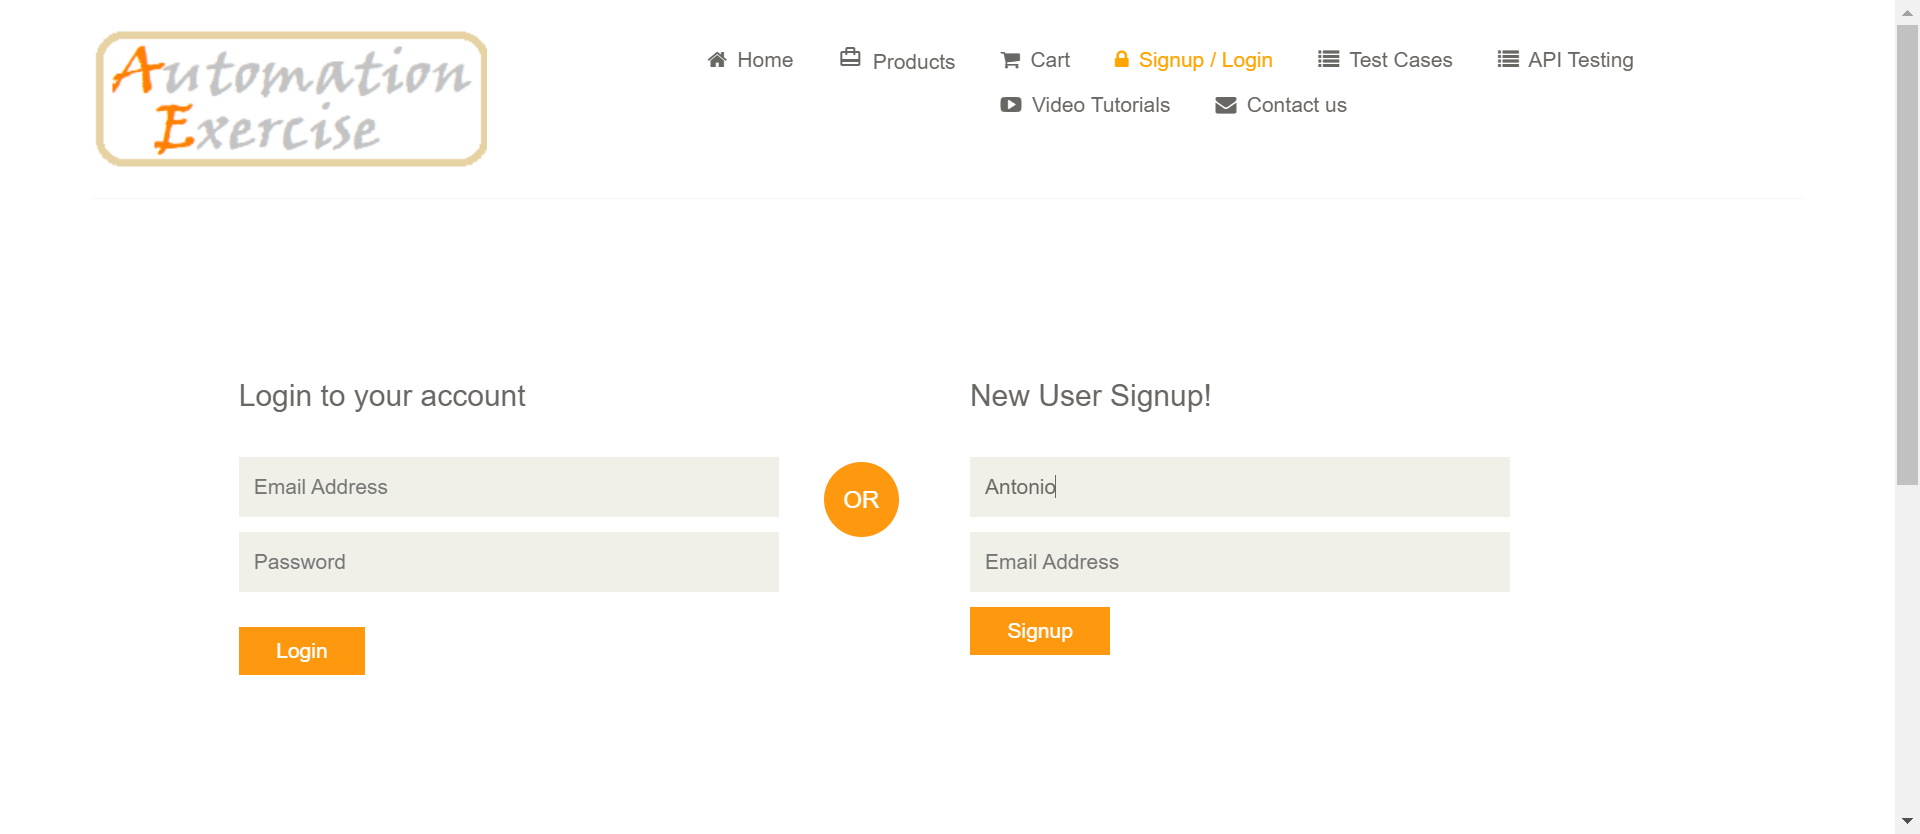 Automation
Exercise
Home Products Cart Signup / Login Test Cases API Testing
Video Tutorials Contact us
Login to your account
Email Address
Password
Login
OR
New User Signup!
Antonio
Email Address
Signup